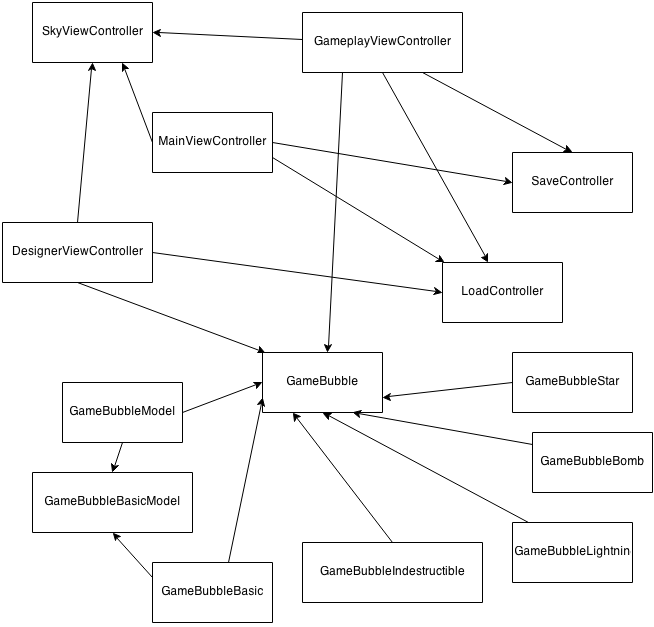 SkyViewController
GameplayViewController
MainViewController
SaveController
DesignerViewController
LoadController
GameBubble
GameBubbleStar
GameBubbleModel
GameBubbleBomb
GameBubbleBasicModel
GameBubbleLightnin
GameBubbleIndestructible
GameBubbleBasic